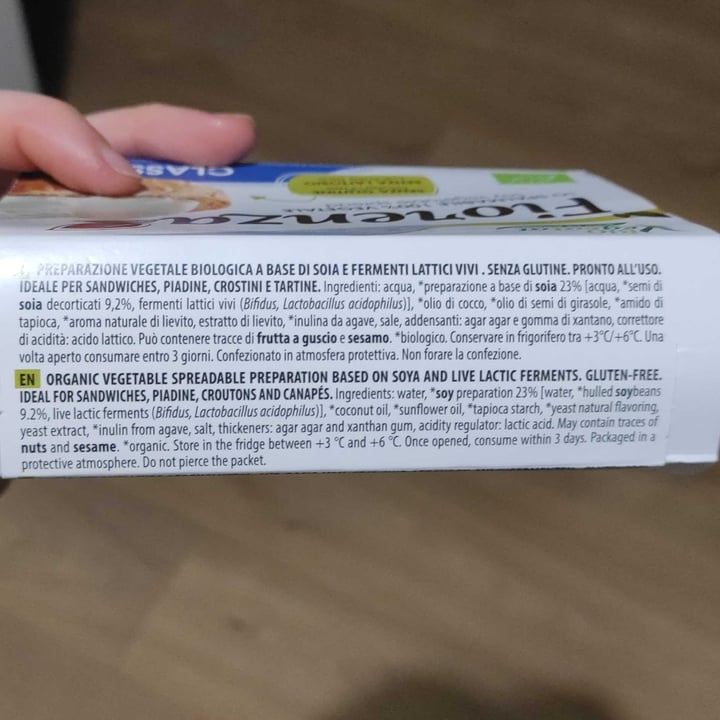 CLASS
SENZA GLUTINE
SENZA LATTOSIO
Fiorenza
PREPARAZIONE VEGETALE BIOLOGICA A BASE DI SOIA E FERMENTI LATTICI VIVI . SENZA GLUTINE. PRONTO ALL'USO.
IDEALE PER SANDWICHES, PIADINE, CROSTINI E TARTINE. Ingredienti: acqua, *preparazione a base di soia 23% [acqua, *semi di
soia decorticati 9,2%, fermenti lattici vivi (Bifidus, Lactobacillus acidophilus)], *olio di cocco, *olio di semi di girasole, *amido di
tapioca, *aroma naturale di lievito, estratto di lievito, *inulina da agave, sale, addensanti: agar agar e gomma di xantano, correttore
di acidità: acido lattico. Può contenere tracce di frutta a guscio e sesamo. *biologico. Conservare in frigorifero tra +3°C/+6°C. Una
volta aperto consumare entro 3 giorni. Confezionato in atmosfera protettiva. Non forare la confezione.
EN ORGANIC VEGETABLE SPREADABLE PREPARATION BASED ON SOYA AND LIVE LACTIC FERMENTS. GLUTEN-FREE.
IDEAL FOR SANDWICHES, PIADINE, CROUTONS AND CANAPÉS. Ingredients: water, *soy preparation 23% [water, *hulled soybeans
9.2%, live lactic ferments (Bifidus, Lactobacillus acidophilus)], *coconut oil, *sunflower oil, *tapioca starch, *yeast natural flavoring,
yeast extract, *inulin from agave, salt, thickeners: agar agar and xanthan gum, acidity regulator: lactic acid. May contain traces of
nuts and sesame. *organic. Store in the fridge between +3 °C and +6 °C. Once opened, consume within 3 days. Packaged in a
protective atmosphere. Do not pierce the packet.